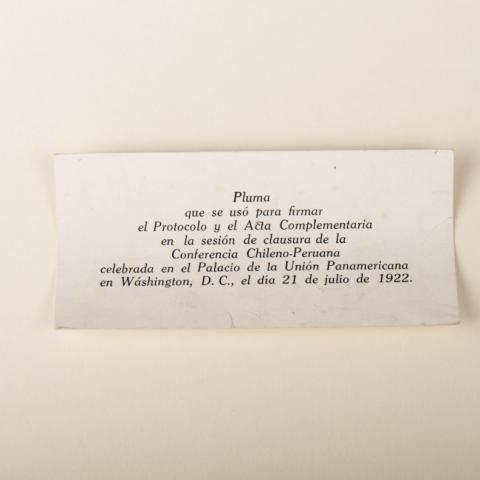 Pluma
que se usó para firmar
el Protocolo y el Acta Complementaria
en la sesión de clausura de la
Conferencia Chileno-Peruana
celebrada en el Palacio de la Unión Panamericana
en Wáshington, D. C., el día 21 de julio de 1922.